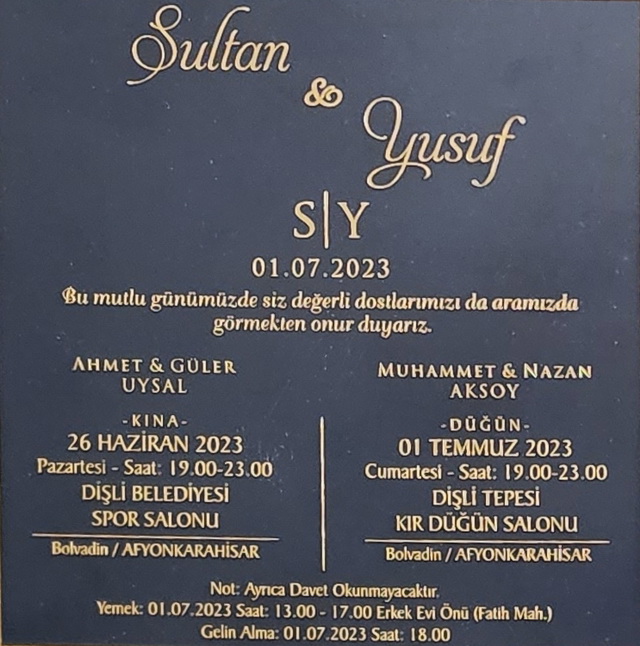 Sultan
&
Yusuf
S|Y
01.07.2023
Bu mutlu günümüzde siz değerli dostlarımızı da aramızda
görmekten onur duyarız.
AHMET & GÜLER
UYSAL
-KINA-
26 HAZİRAN 2023
Pazartesi - Saat: 19.00-23.00
DİŞLİ BELEDİYESİ
SPOR SALONU
Bolvadin / AFYONKARAHİSAR
MUHAMMET & NAZAN
AKSOY
-DÜĞÜN-
01 TEMMUZ 2023
Cumartesi - Saat: 19.00-23.00
DİŞLİ TEPESİ
KIR DÜĞÜN SALONU
Bolvadin / AFYONKARAHİSAR
Not: Ayrıca Davet Okunmayacaktır.
Yemek: 01.07.2023 Saat: 13.00 - 17.00 Erkek Evi Önü (Fatih Mah.)
Gelin Alma: 01.07.2023 Saat: 18.00